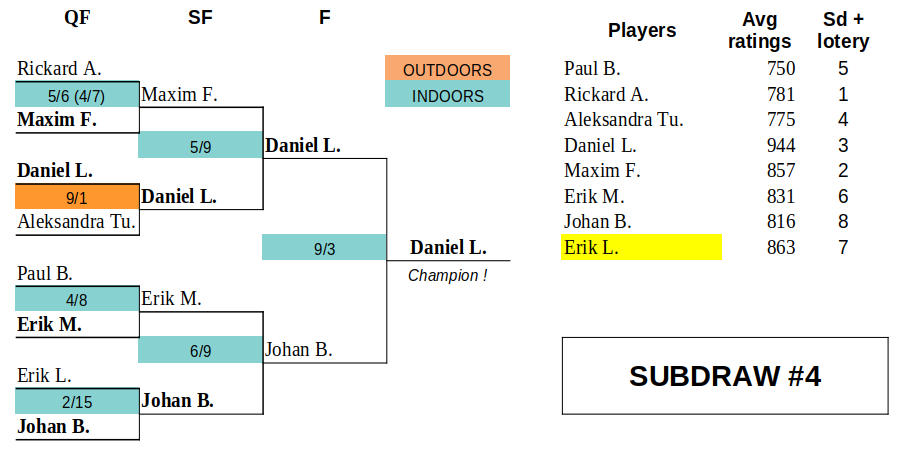 QF SF F
Rickard A.
5/6 (4/7) Maxim F.
Maxim F.
5/9 Daniel L.
Daniel L.
9/1 Daniel L.
Aleksandra Tu.
9/3 Daniel L.
Champion !
Paul B.
4/8 Erik M.
Erik M.
6/9 Johan B.
Erik L.
2/15 Johan B.
Johan B.
OUTDOORS
INDOORS
Players Avg ratings Sd + lotery
Paul B. 750 5
Rickard A. 781 1
Aleksandra Tu. 775 4
Daniel L. 944 3
Maxim F. 857 2
Erik M. 831 6
Johan B. 816 8
Erik L. 863 7
SUBDRAW #4